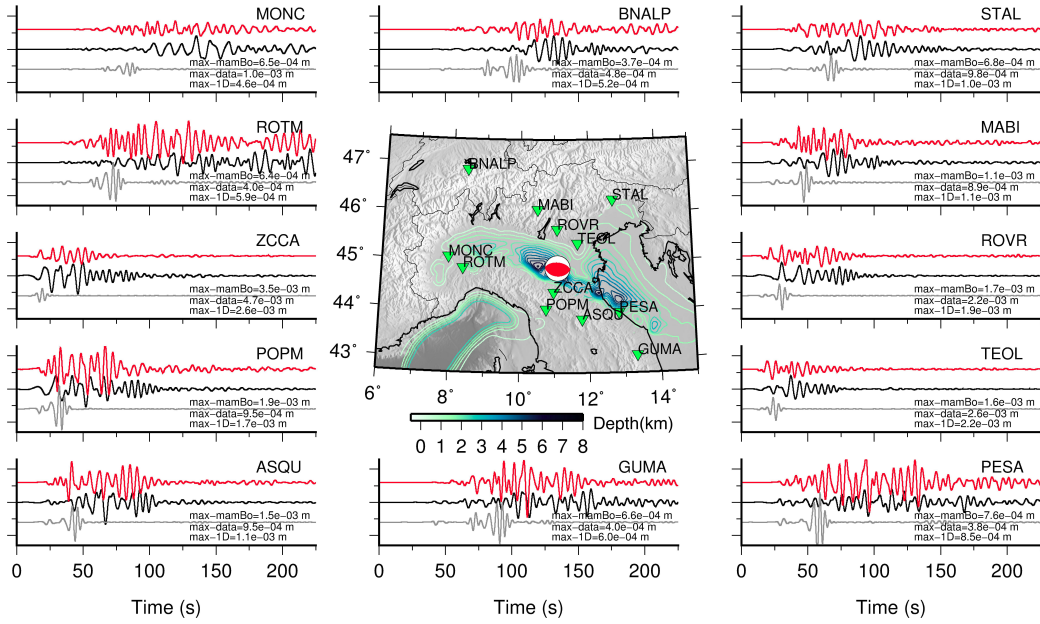 MONC
max-mamBo=6.5e-04 m
max-data=1.0e-03 m
max-1D=4.6e-04 m
BNALP
max-mamBo=3.7e-04 m
max-data=4.8e-04 m
max-1D=5.2e-04 m
STAL
max-mamBo=6.8e-04 m
max-data=9.8e-04 m
max-1D=1.0e-03 m
ROTM
max-mamBo=6.4e-04 m
max-data=4.0e-04 m
max-1D=5.9e-04 m
MABI
max-mamBo=1.1e-03 m
max-data=8.9e-04 m
max-1D=1.1e-03 m
47°
46°
45°
44°
43°
6°
8°
10°
12°
14°
BNALP
STAL
MABI
ROVR
TEOL
MONC
ROTM
ZCCA
POPM
PESA
ASQU
GUMA
0 1 2 3 4 5 6 7 8
Depth(km)
ZCCA
max-mamBo=3.5e-03 m
max-data=4.7e-03 m
max-1D=2.6e-03 m
ROVR
max-mamBo=1.7e-03 m
max-data=2.2e-03 m
max-1D=1.9e-03 m
POPM
max-mamBo=1.9e-03 m
max-data=9.5e-04 m
max-1D=1.7e-03 m
TEOL
max-mamBo=1.6e-03 m
max-data=2.6e-03 m
max-1D=2.2e-03 m
ASQU
max-mamBo=1.5e-03 m
max-data=9.5e-04 m
max-1D=1.1e-03 m
GUMA
max-mamBo=6.6e-04 m
max-data=4.0e-04 m
max-1D=6.0e-04 m
PESA
max-mamBo=7.6e-04 m
max-data=3.8e-04 m
max-1D=8.5e-04 m
0 50 100 150 200
0 50 100 150 200
0 50 100 150 200
Time (s)
Time (s)
Time (s)